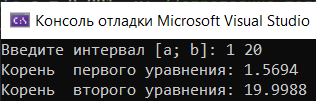 Консоль отладки Microsoft Visual Studio
Введите интервал [a; b]: 1 20
Корень  первого уравнения: 1.5694
Корень  второго уравнения: 19.9988